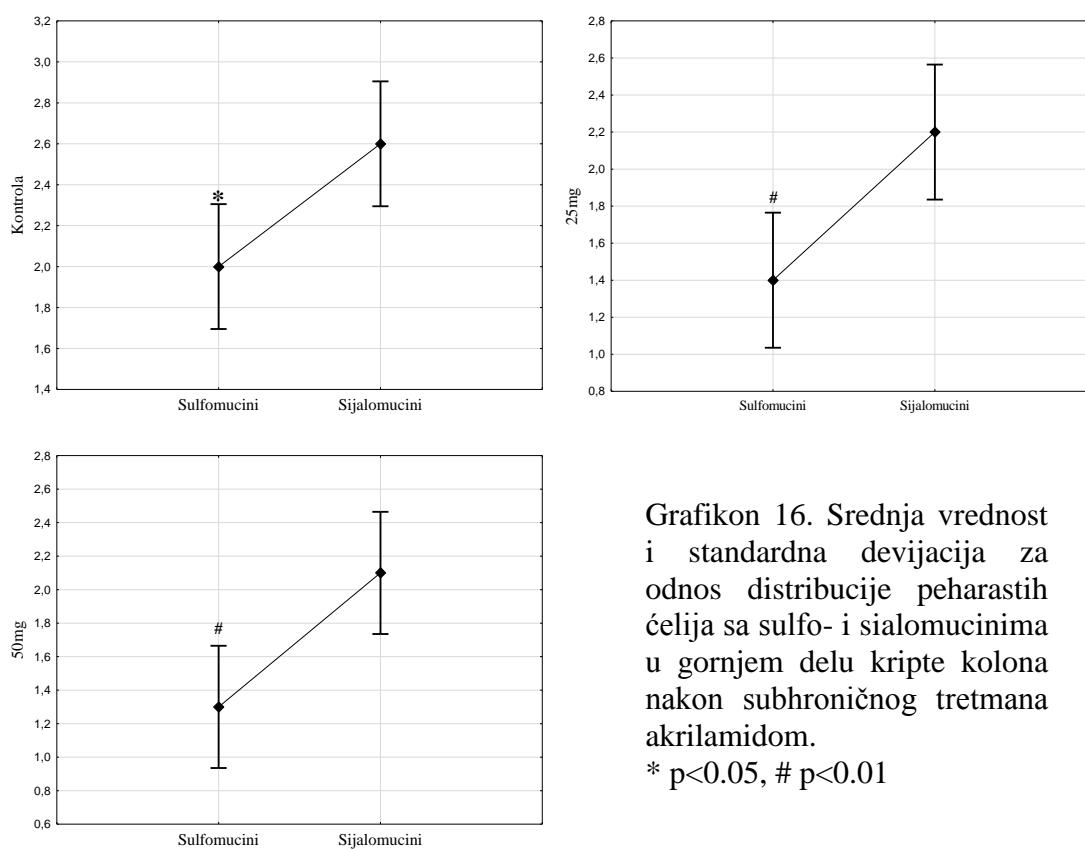 3,2
3,0
2,8
2,6
2,4
2,2
2,0
1,8
1,6
1,4
Kontrola
*
Sulfomucini Sijalomucini
2,8
2,6
2,4
2,2
2,0
1,8
1,6
1,4
1,2
1,0
0,8
25mg
#
Sulfomucini Sijalomucini
2,8
2,6
2,4
2,2
2,0
1,8
1,6
1,4
1,2
1,0
0,8
0,6
50mg
#
Sulfomucini Sijalomucini
Grafikon 16. Srednja vrednost
i standardna devijacija za
odnos distribucije peharastih
ćelija sa sulfo- i sialomucinima
u gornjem delu kripte kolona
nakon subhroničnog tretmana
akrilamidom.
* p<0.05, # p<0.01